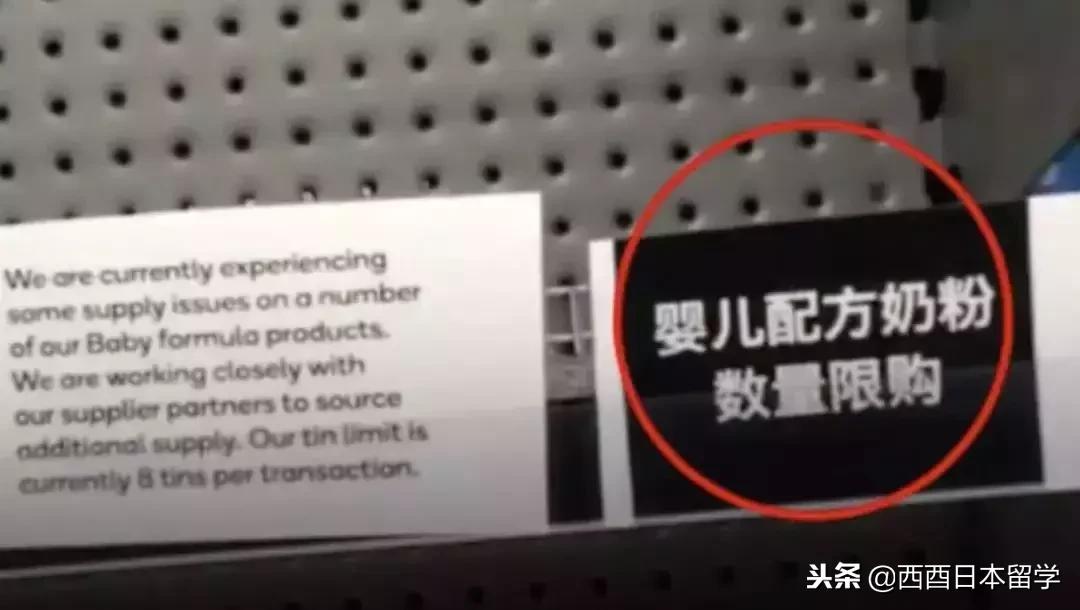 We are currently experiencing
some supply issues on a number
of our Baby formula products.
We are working closely with
our supplier partners to source
additional supply. Our tin limit is
currently 8 tins per transaction.
婴儿配方奶粉
数量限购
头条 @西酉日本留学